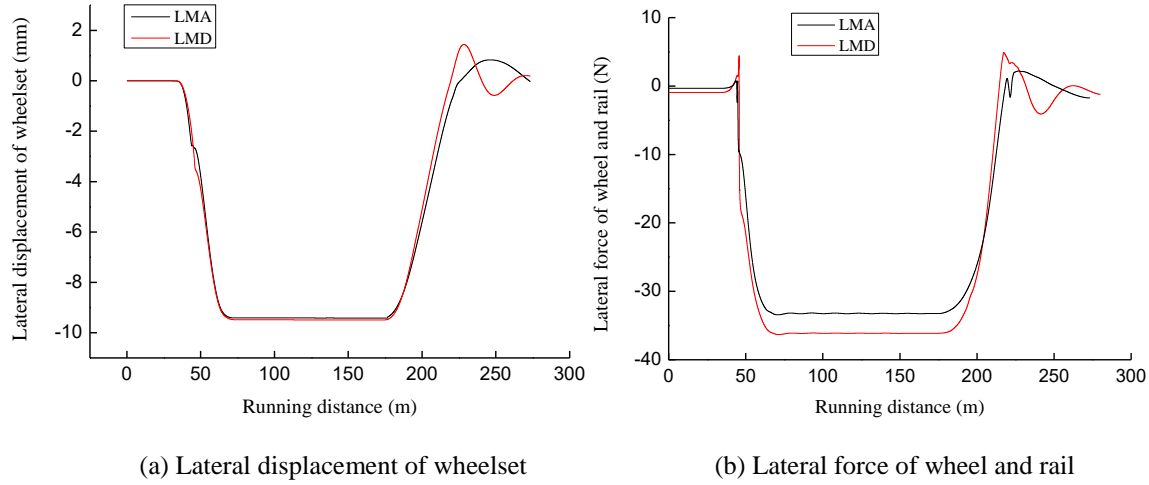 LMA
LMD
2
0
-2
-4
-6
-8
-10
Lateral displacement of wheelset (mm)
0 50 100 150 200 250 300
Running distance (m)
(a) Lateral displacement of wheelset
LMA
LMD
10
0
-10
-20
-30
-40
Lateral force of wheel and rail (N)
0 50 100 150 200 250 300
Running distance (m)
(b) Lateral force of wheel and rail